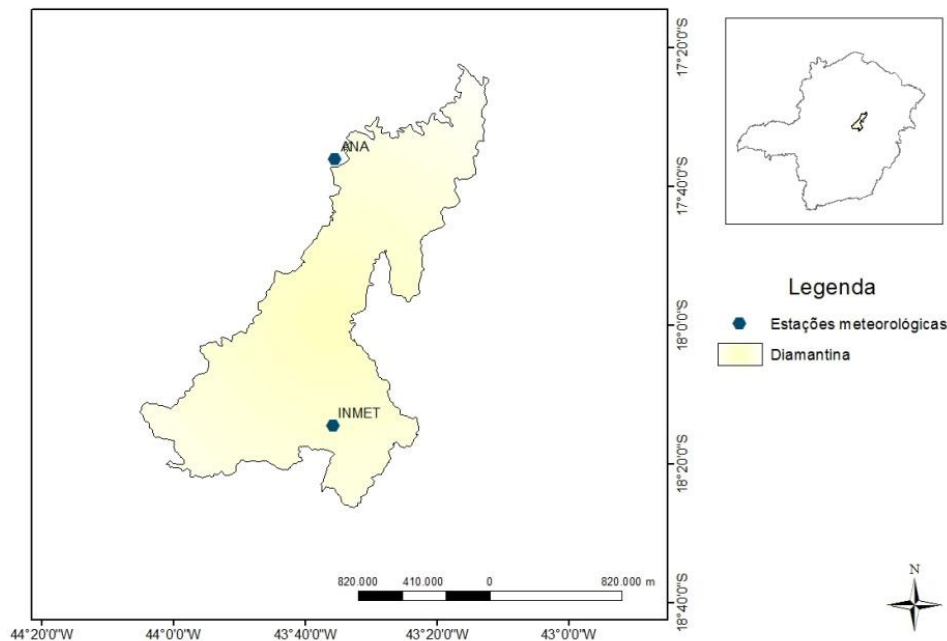 ANA
INMET
820.000 410.000 0 820.000 m
44°20'0"W 44°0'0"W 43°40'0"W 43°20'0"W 43°0'0"W
17°20'0"S
17°40'0"S
18°0'0"S
18°20'0"S
18°40'0"S
Legenda
Estações meteorológicas
Diamantina
N